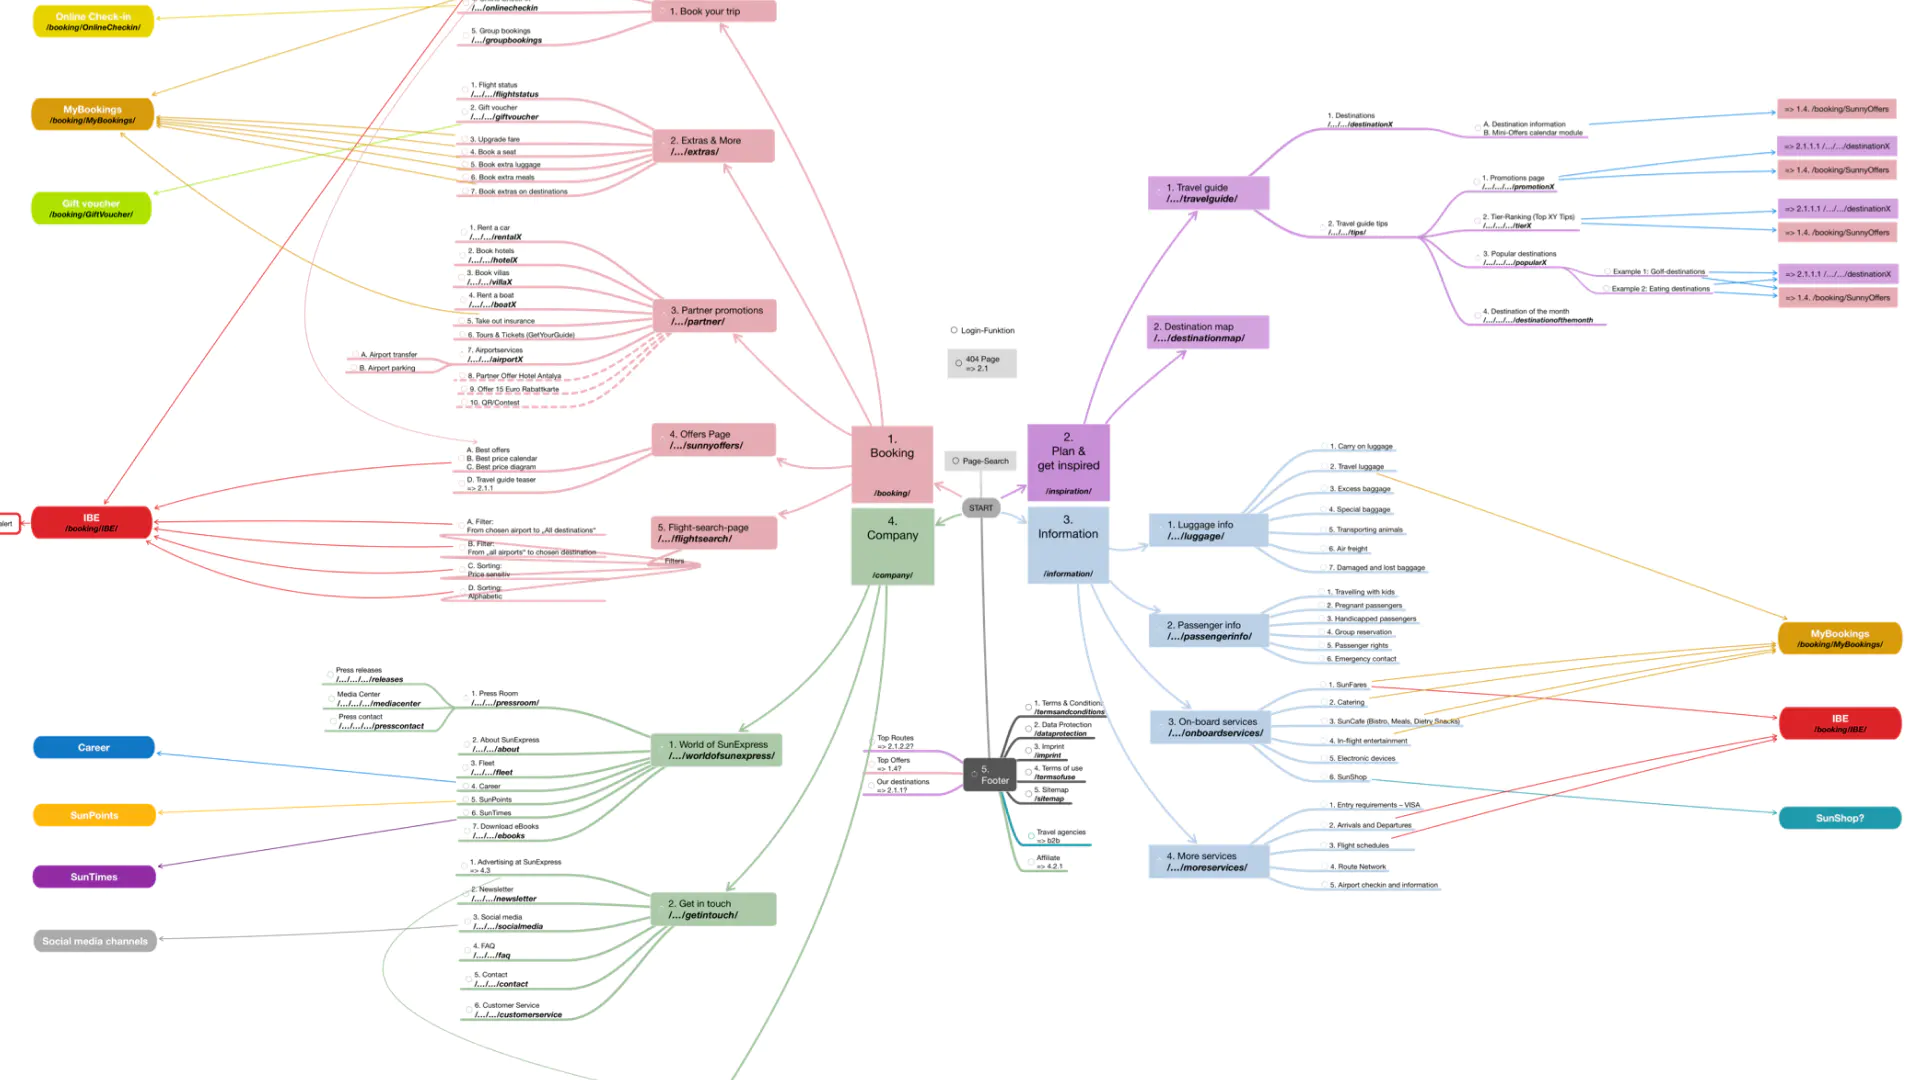 Online Check-in
/booking/OnlineCheckin/
MyBookings
/booking/MyBookings/
Gift voucher
/booking/GiftVoucher/
IBE
/booking/IBE/
alert
/…/onlinecheckin
5. Group bookings
/…/groupbookings
1. Book your trip
1. Flight status
/…/…/flightstatus
2. Gift voucher
/…/…/giftvoucher
3. Upgrade fare
4. Book a seat
5. Book extra luggage
6. Book extra meals
7. Book extras on destinations
2. Extras & More
/…/extras/
1. Rent a car
/…/…/rentalX
2. Book hotels
/…/…/hotelX
3. Book villas
/…/…/villaX
4. Rent a boat
/…/…/boatX
5. Take out insurance
6. Tours & Tickets (GetYourGuide)
7. Airportservices
/…/…/airportX
A. Airport transfer
B. Airport parking
8. Partner Offer Hotel Antalya
9. Offer 15 Euro Rabattkarte
10. QR/Contest
3. Partner promotions
/…/partner/
A. Best offers
B. Best price calendar
C. Best price diagram
D. Travel guide teaser
=> 2.1.1
4. Offers Page
/…/sunnyoffers/
A. Filter:
From chosen airport to „All destinations“
B. Filter:
From „all airports“ to chosen destination
C. Sorting:
Price sensitiv
D. Sorting:
Alphabetic
Filters
5. Flight-search-page
/…/flightsearch/
1.
Booking
/booking/
4.
Company
/company/
Login-Funktion
404 Page
=> 2.1
Page-Search
START
2.
Plan &
get inspired
/inspiration/
3.
Information
/information/
1. Travel guide
/…/travelguide/
2. Destination map
/…/destinationmap/
1. Destinations
/…/…/destinationX
A. Destination information
B. Mini-Offers calendar module
2. Travel guide tips
/…/…/tips/
1. Promotions page
/…/…/…/promotionX
2. Tier-Ranking (Top XY Tips)
/…/…/…/tierX
3. Popular destinations
/…/…/…/popularX
Example 1: Golf-destinations
Example 2: Eating destinations
4. Destination of the month
/…/…/…/destinationofthemonth
=> 1.4. /booking/SunnyOffers
=> 2.1.1.1 /…/…/destinationX
=> 1.4. /booking/SunnyOffers
=> 2.1.1.1 /…/…/destinationX
=> 1.4. /booking/SunnyOffers
=> 2.1.1.1 /…/…/destinationX
=> 1.4. /booking/SunnyOffers
1. Luggage info
/…/luggage/
1. Carry on luggage
2. Travel luggage
3. Excess baggage
4. Special baggage
5. Transporting animals
6. Air freight
7. Damaged and lost baggage
2. Passenger info
/…/passengerinfo/
1. Travelling with kids
2. Pregnant passengers
3. Handicapped passengers
4. Group reservation
5. Passenger rights
6. Emergency contact
3. On-board services
/…/onboardservices/
1. SunFares
2. Catering
3. SunCafe (Bistro, Meals, Dietry Snacks)
4. In-flight entertainment
5. Electronic devices
6. SunShop
4. More services
/…/moreservices/
1. Entry requirements – VISA
2. Arrivals and Departures
3. Flight schedules
4. Route Network
5. Airport checkin and information
MyBookings
/booking/MyBookings/
IBE
/booking/IBE/
SunShop?
Press releases
/…/…/…/releases
Media Center
/…/…/…/mediacenter
Press contact
/…/…/…/presscontact
1. Press Room
/…/…/pressroom/
2. About SunExpress
/…/…/about
3. Fleet
/…/…/fleet
4. Career
5. SunPoints
6. SunTimes
7. Download eBooks
/…/…/ebooks
1. World of SunExpress
/…/worldofsunexpress/
Career
SunPoints
SunTimes
Social media channels
1. Advertising at SunExpress
=> 4.3
2. Newsletter
/…/…/newsletter
3. Social media
/…/…/socialmedia
4. FAQ
/…/…/faq
5. Contact
/…/…/contact
6. Customer Service
/…/…/customerservice
2. Get in touch
/…/getintouch/
Top Routes
=> 2.1.2.2?
Top Offers
=> 1.4?
Our destinations
=> 2.1.1?
5.
Footer
1. Terms & Condition
/termsandconditions
2. Data Protection
/dataprotection
3. Imprint
/imprint
4. Terms of use
/termsofuse
5. Sitemap
/sitemap
Travel agencies
=> b2b
Affiliate
=> 4.2.1